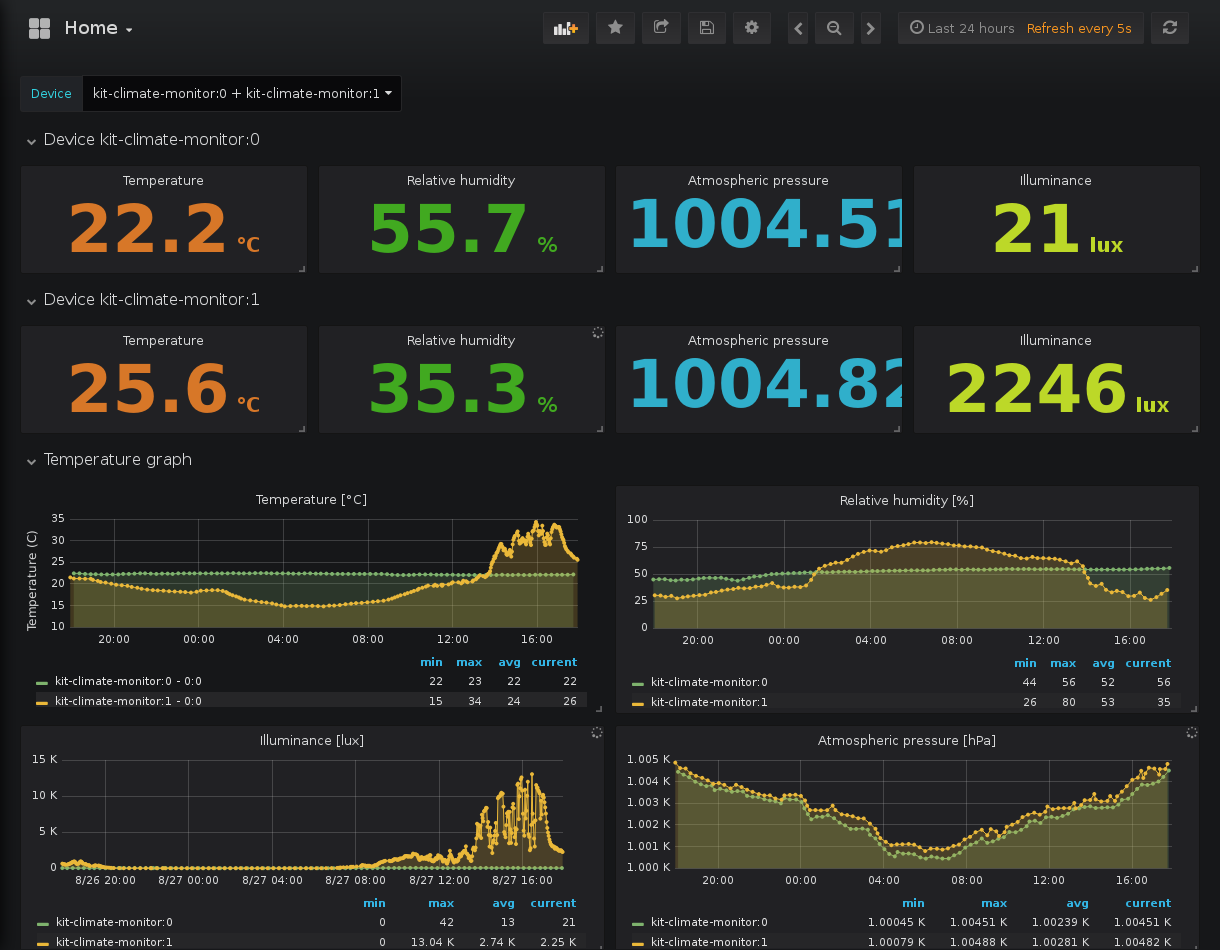 Home
Last 24 hours Refresh every 5s
Device kit-climate-monitor:0 + kit-climate-monitor:1
Device kit-climate-monitor:0
Temperature Relative humidity Atmospheric pressure Illuminance
22.2 °C 55.7 % 1004.51 21 lux
Device kit-climate-monitor:1
Temperature Relative humidity Atmospheric pressure Illuminance
25.6 °C 35.3 % 1004.82 2246 lux
Temperature graph
Temperature [°C]
Temperature (C)
35
30
25
20
15
10
20:00 00:00 04:00 08:00 12:00 16:00
min max avg current
kit-climate-monitor:0 - 0:0 22 23 22 22
kit-climate-monitor:1 - 0:0 15 34 24 26
Relative humidity [%]
100
75
50
25
0
20:00 00:00 04:00 08:00 12:00 16:00
min max avg current
kit-climate-monitor:0 44 56 52 56
kit-climate-monitor:1 26 80 53 35
Illuminance [lux]
15 K
10 K
5 K
0
8/26 20:00 8/27 00:00 8/27 04:00 8/27 08:00 8/27 12:00 8/27 16:00
min max avg current
kit-climate-monitor:0 0 42 13 21
kit-climate-monitor:1 0 13.04 K 2.74 K 2.25 K
Atmospheric pressure [hPa]
1.005 K
1.004 K
1.003 K
1.002 K
1.001 K
1.000 K
20:00 00:00 04:00 08:00 12:00 16:00
min max avg current
kit-climate-monitor:0 1.00045 K 1.00451 K 1.00239 K 1.00451 K
kit-climate-monitor:1 1.00079 K 1.00488 K 1.00281 K 1.00482 K